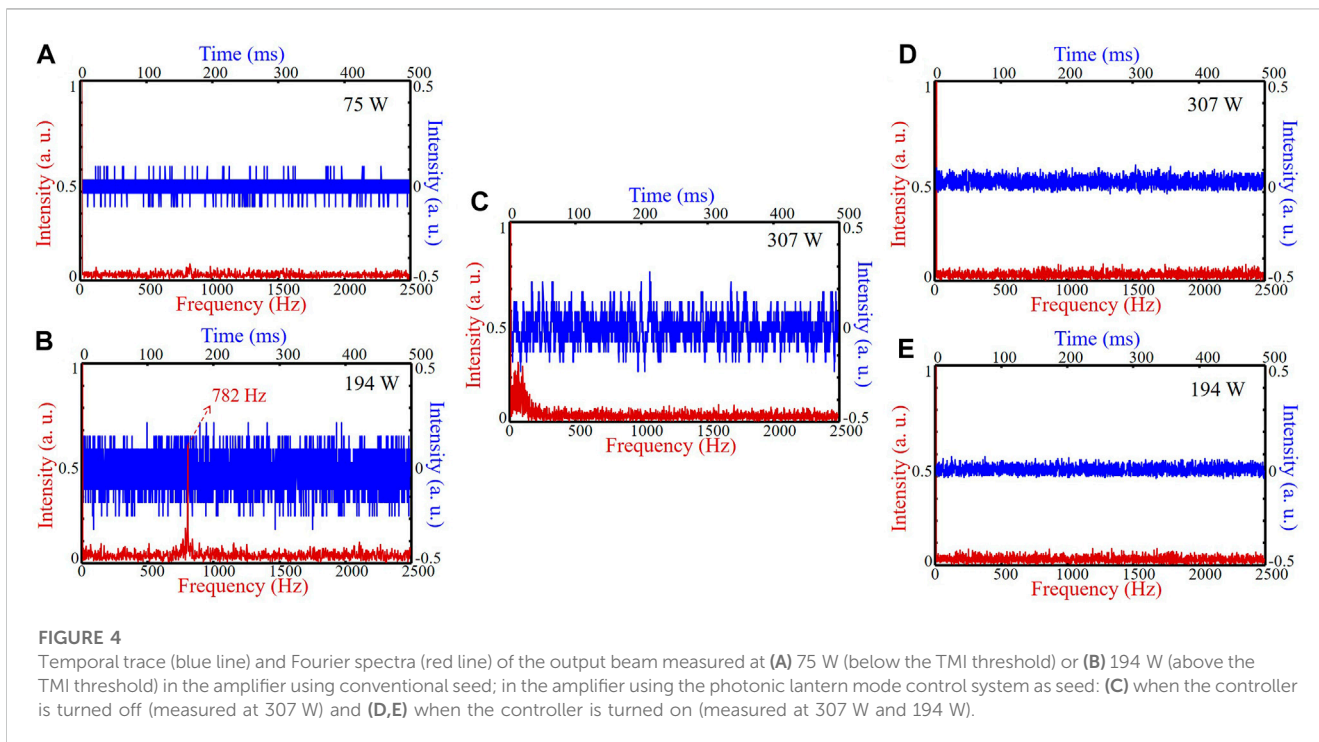 A
Time (ms)
0 100 200 300 400 500
1 0.5
75 W
Intensity (a. u.)
0.5 0
Intensity (a. u.)
0 -0.5
500 1000 1500 2000 2500
Frequency (Hz)
B
Time (ms)
0 100 200 300 400 500
1 0.5
194 W
782 Hz
Intensity (a. u.)
0.5 0
Intensity (a. u.)
0 -0.5
500 1000 1500 2000 2500
Frequency (Hz)
C
Time (ms)
0 100 200 300 400 500
1 0.5
307 W
Intensity (a. u.)
0.5 0
Intensity (a. u.)
0 -0.5
0 500 1000 1500 2000 2500
Frequency (Hz)
D
Time (ms)
0 100 200 300 400 500
1 0.5
307 W
Intensity (a. u.)
0.5 0
Intensity (a. u.)
0 -0.5
0 500 1000 1500 2000 2500
Frequency (Hz)
E
Time (ms)
0 100 200 300 400 500
1 0.5
194 W
Intensity (a. u.)
0.5 0
Intensity (a. u.)
0 -0.5
0 500 1000 1500 2000 2500
Frequency (Hz)
FIGURE 4
Temporal trace (blue line) and Fourier spectra (red line) of the output beam measured at (A) 75 W (below the TMI threshold) or (B) 194 W (above the
TMI threshold) in the amplifier using conventional seed; in the amplifier using the photonic lantern mode control system as seed: (C) when the controller
is turned off (measured at 307 W) and (D,E) when the controller is turned on (measured at 307 W and 194 W).